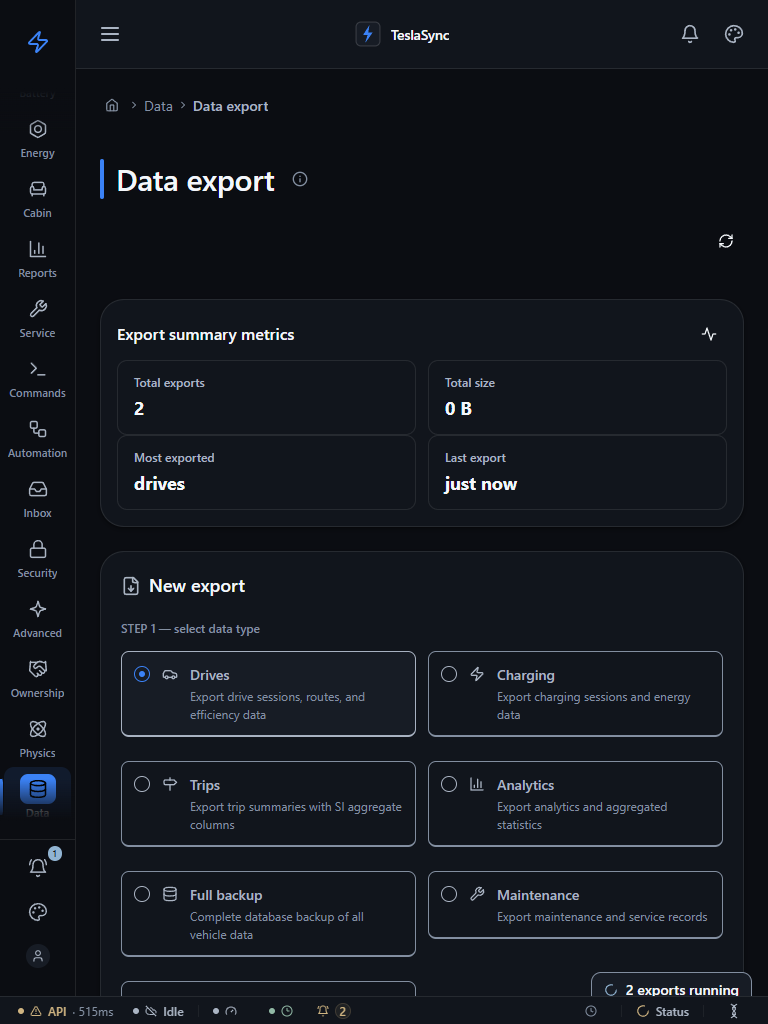 TeslaSync
Data
Data export
Data export
Battery
Energy
Cabin
Reports
Service
Commands
Automation
Inbox
Security
Advanced
Ownership
Physics
Data
1
Export summary metrics
Total exports
2
Total size
0 B
Most exported
drives
Last export
just now
New export
STEP 1 — select data type
Drives
Export drive sessions, routes, and
efficiency data
Charging
Export charging sessions and energy
data
Trips
Export trip summaries with SI aggregate
columns
Analytics
Export analytics and aggregated
statistics
Full backup
Complete database backup of all
vehicle data
Maintenance
Export maintenance and service records
2 exports running
API · 515ms
Idle
2
Status